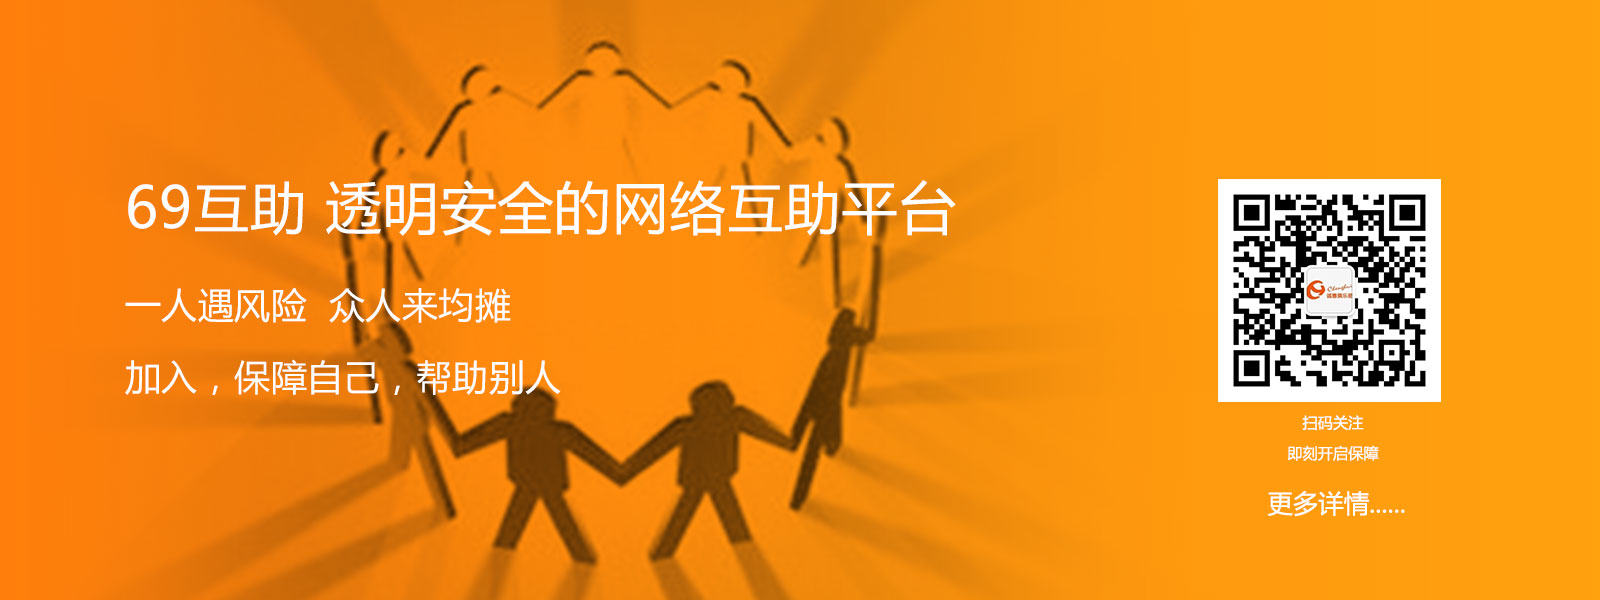 69互助 透明安全的网络互助平台
一人遇风险 众人来均摊
加入，保障自己，帮助别人
扫码关注
即刻开启保障
更多详情......